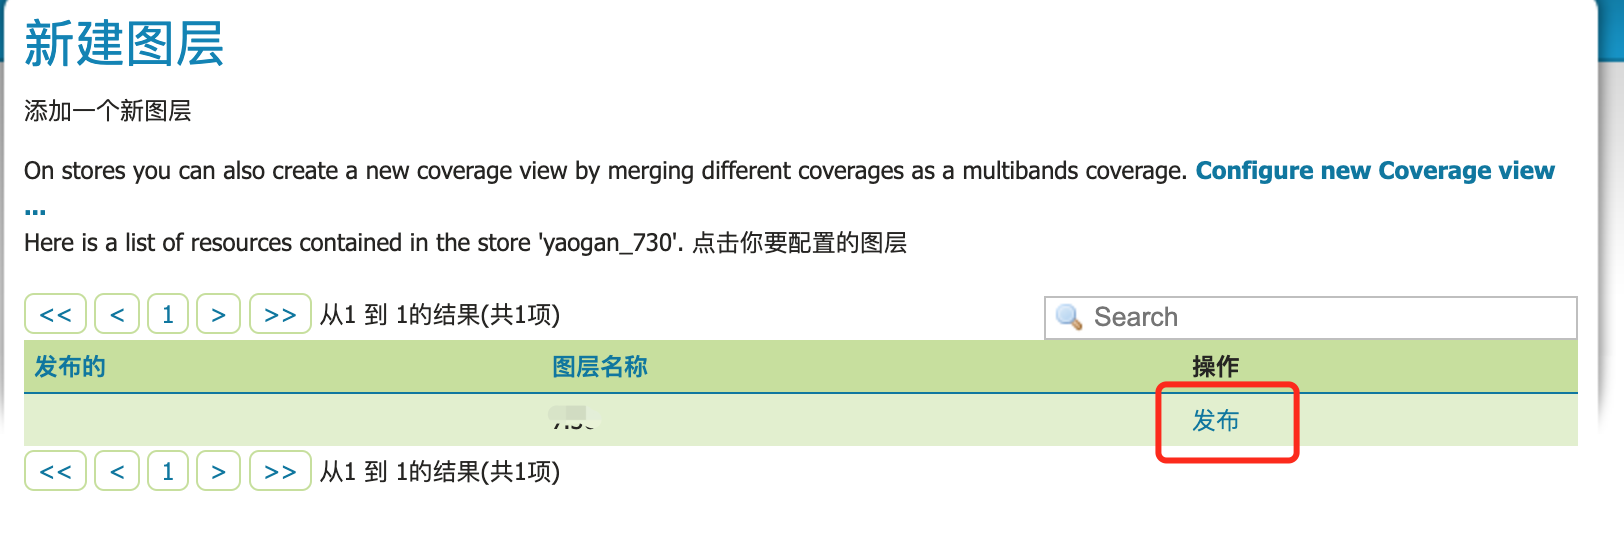 新建图层
添加一个新图层
On stores you can also create a new coverage view by merging different coverages as a multibands coverage. Configure new Coverage view
...
Here is a list of resources contained in the store 'yaogan_730'. 点击你要配置的图层
<< < 1 > >> 从1 到 1的结果(共1项) Search
发布的 图层名称 操作
发布
<< < 1 > >> 从1 到 1的结果(共1项)